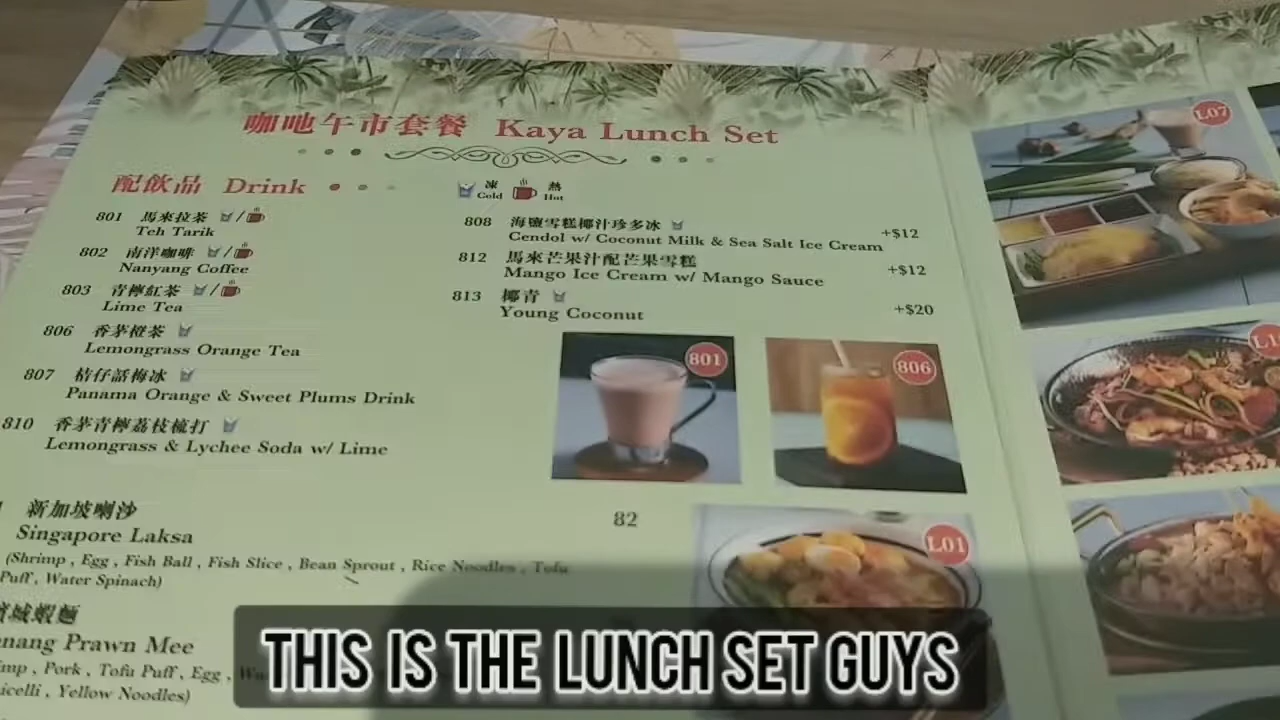 咖吔午市套餐 Kaya Lunch Set
配飲品 Drink
凍 Cold 熱 Hot
801 馬來拉茶 /
Teh Tarik
802 南洋咖啡 /
Nanyang Coffee
803 青檸紅茶 /
Lime Tea
806 香茅橙茶
Lemongrass Orange Tea
807 桔仔話梅冰
Panama Orange & Sweet Plums Drink
810 香茅青檸荔枝梳打
Lemongrass & Lychee Soda w/ Lime
808 海鹽雪糕椰汁珍多冰 +$12
Cendol w/ Coconut Milk & Sea Salt Ice Cream
812 馬來芒果汁配芒果雪糕 +$12
Mango Ice Cream w/ Mango Sauce
813 椰青 +$20
Young Coconut
801
806
新加坡喇沙 82
Singapore Laksa
(Shrimp , Egg , Fish Ball , Fish Slice , Bean Sprout , Rice Noodles , Tofu
Puff , Water Spinach)
城蝦麵
nang Prawn Mee
imp , Pork , Tofu Puff , Egg ,
icelli , Yellow Noodles)
L01
L07
THIS IS THE LUNCH SET GUYS